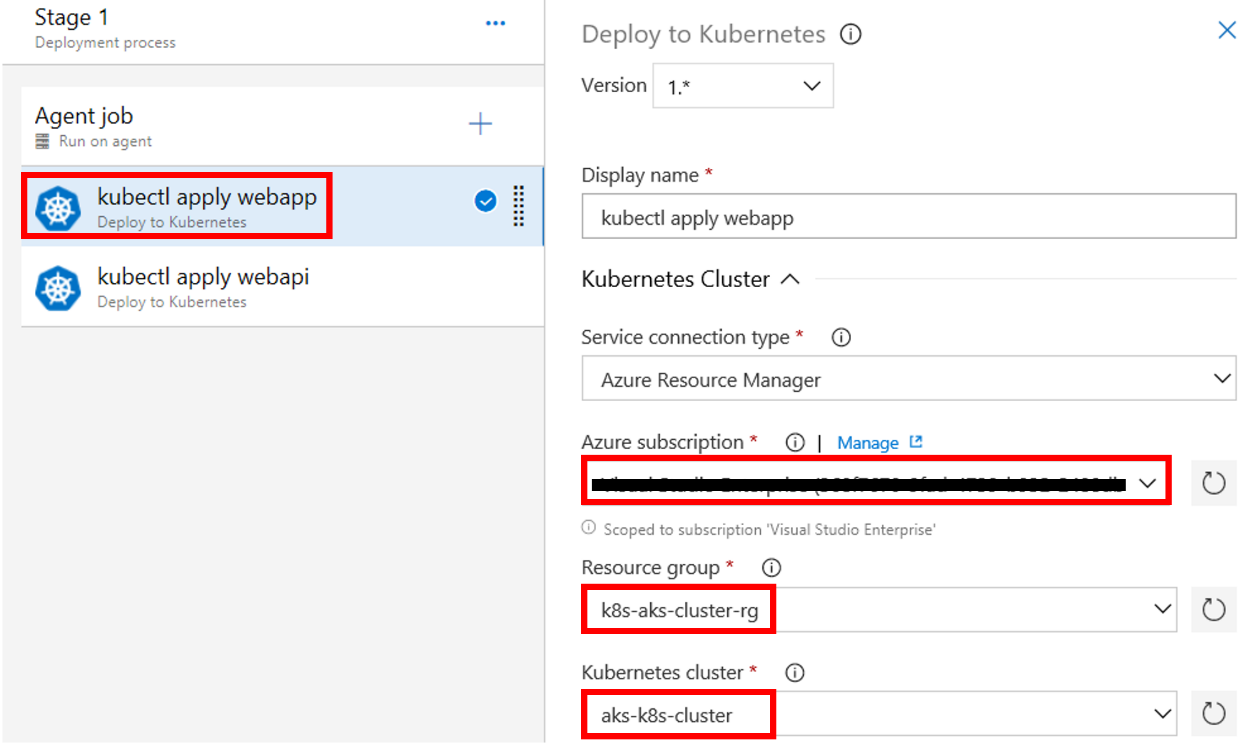 Stage 1
Deployment process
Agent job
Run on agent
kubectl apply webapp
Deploy to Kubernetes
kubectl apply webapi
Deploy to Kubernetes
Deploy to Kubernetes
Version 1.*
Display name *
kubectl apply webapp
Kubernetes Cluster
Service connection type *
Azure Resource Manager
Azure subscription * | Manage
Scoped to subscription 'Visual Studio Enterprise'
Resource group *
k8s-aks-cluster-rg
Kubernetes cluster *
aks-k8s-cluster